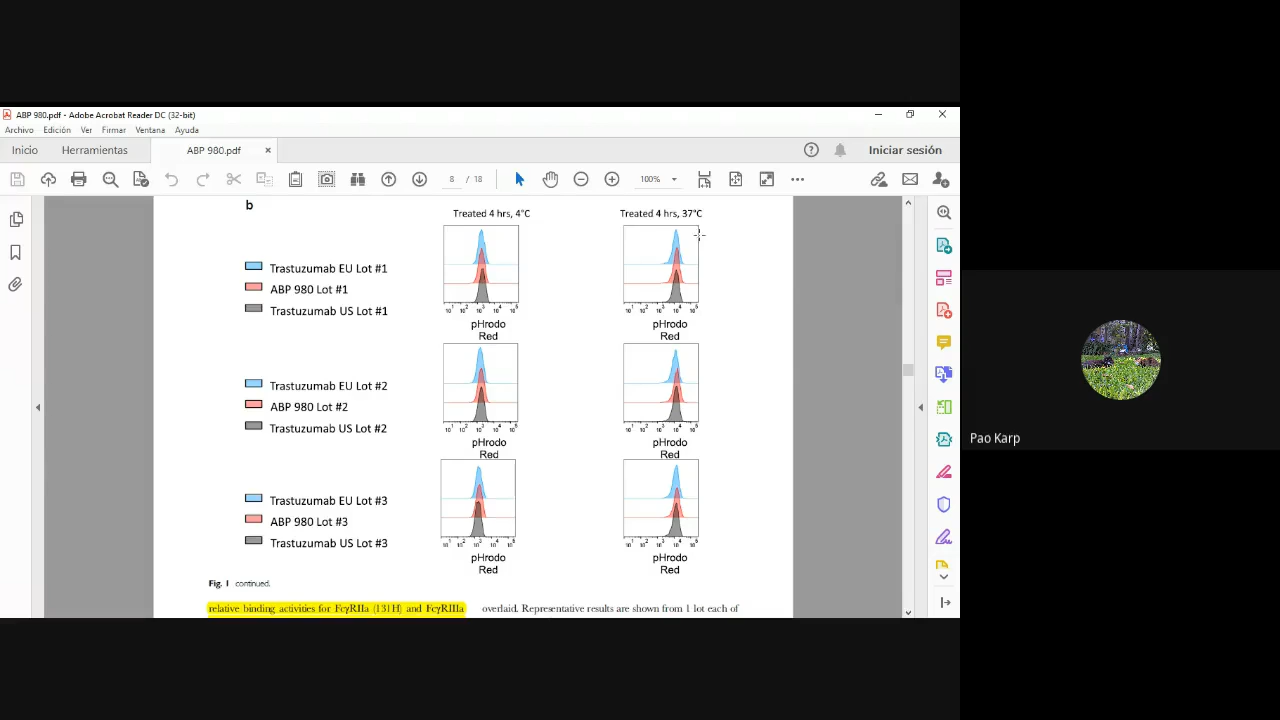 ABP 980.pdf - Adobe Acrobat Reader DC (32-bit)
Archivo Edición Ver Firmar Ventana Ayuda
Inicio Herramientas ABP 980.pdf Iniciar sesión
8 / 18 100%
b
Treated 4 hrs, 4°C Treated 4 hrs, 37°C
Trastuzumab EU Lot #1
ABP 980 Lot #1
Trastuzumab US Lot #1
pHrodo
Red
pHrodo
Red
Trastuzumab EU Lot #2
ABP 980 Lot #2
Trastuzumab US Lot #2
pHrodo
Red
pHrodo
Red
Trastuzumab EU Lot #3
ABP 980 Lot #3
Trastuzumab US Lot #3
pHrodo
Red
pHrodo
Red
Fig. 1 continued.
relative binding activities for FcγRIIa (131H) and FcγRIIIa
overlaid. Representative results are shown from 1 lot each of
Pao Karp